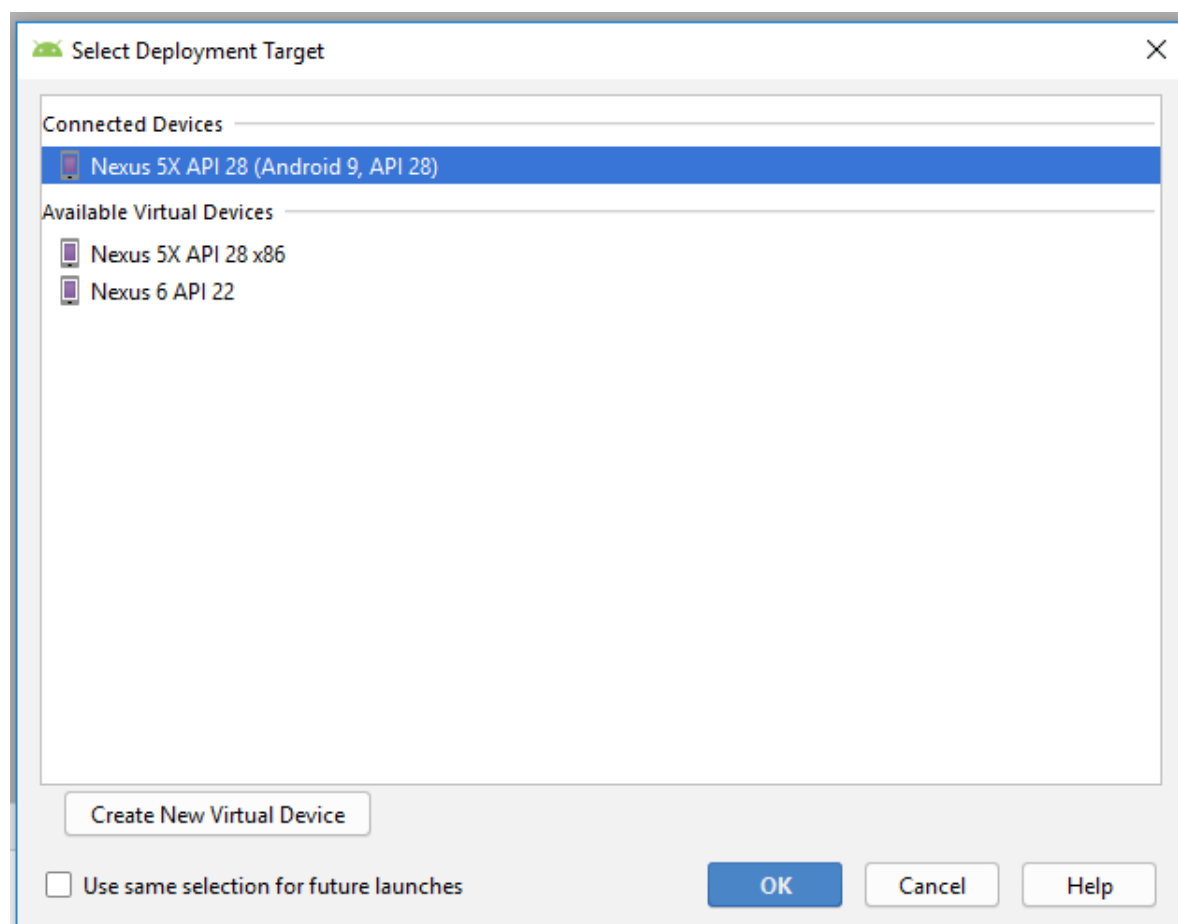 Select Deployment Target
Connected Devices
Nexus 5X API 28 (Android 9, API 28)
Available Virtual Devices
Nexus 5X API 28 x86
Nexus 6 API 22
Create New Virtual Device
Use same selection for future launches
OK
Cancel
Help